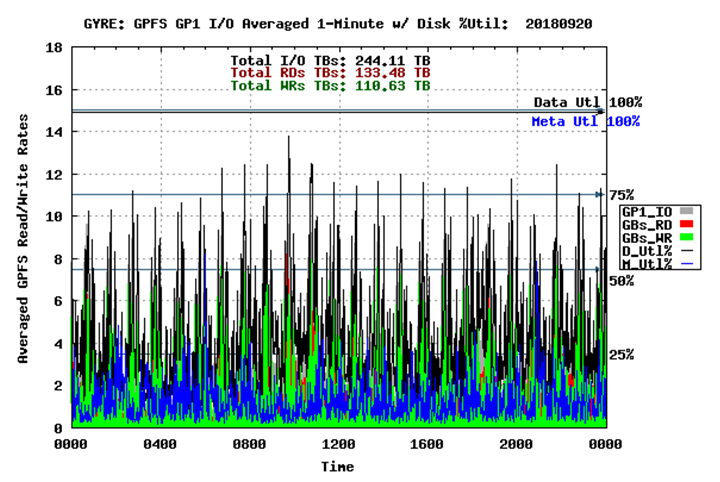 GYRE: GPFS GP1 I/O Averaged 1-Minute w/ Disk %Util: 20180920
Total I/O TBs: 244.11 TB
Total RDs TBs: 133.48 TB
Total WRs TBs: 110.63 TB
Data Utl 100%
Meta Utl 100%
75%
50%
25%
GP1_IO
GBs_RD
GBs_WR
D_Utl%
M_Utl%
Averaged GPFS Read/Write Rates
18
16
14
12
10
8
6
4
2
0
0000 0400 0800 1200 1600 2000 0000
Time